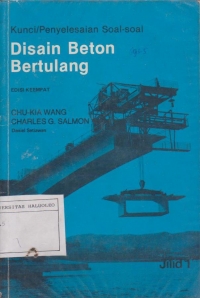 Kunci/Penyelesaian Soal-soal
Disain Beton
Bertulang
EDISI KEEMPAT
CHU-KIA WANG
CHARLES G. SALMON
Jilid 1